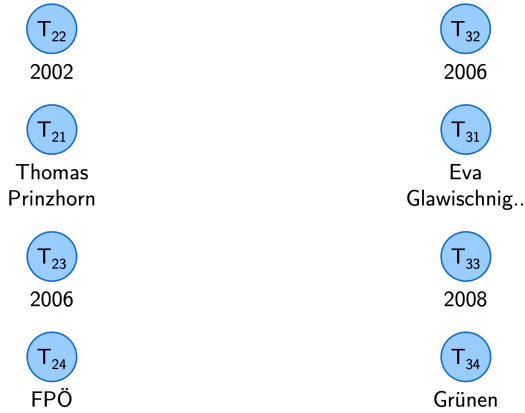 T22
2002
T21
Thomas
Prinzhorn
T23
2006
T24
FPÖ
T32
2006
T31
Eva
Glawischnig..
T33
2008
T34
Grünen